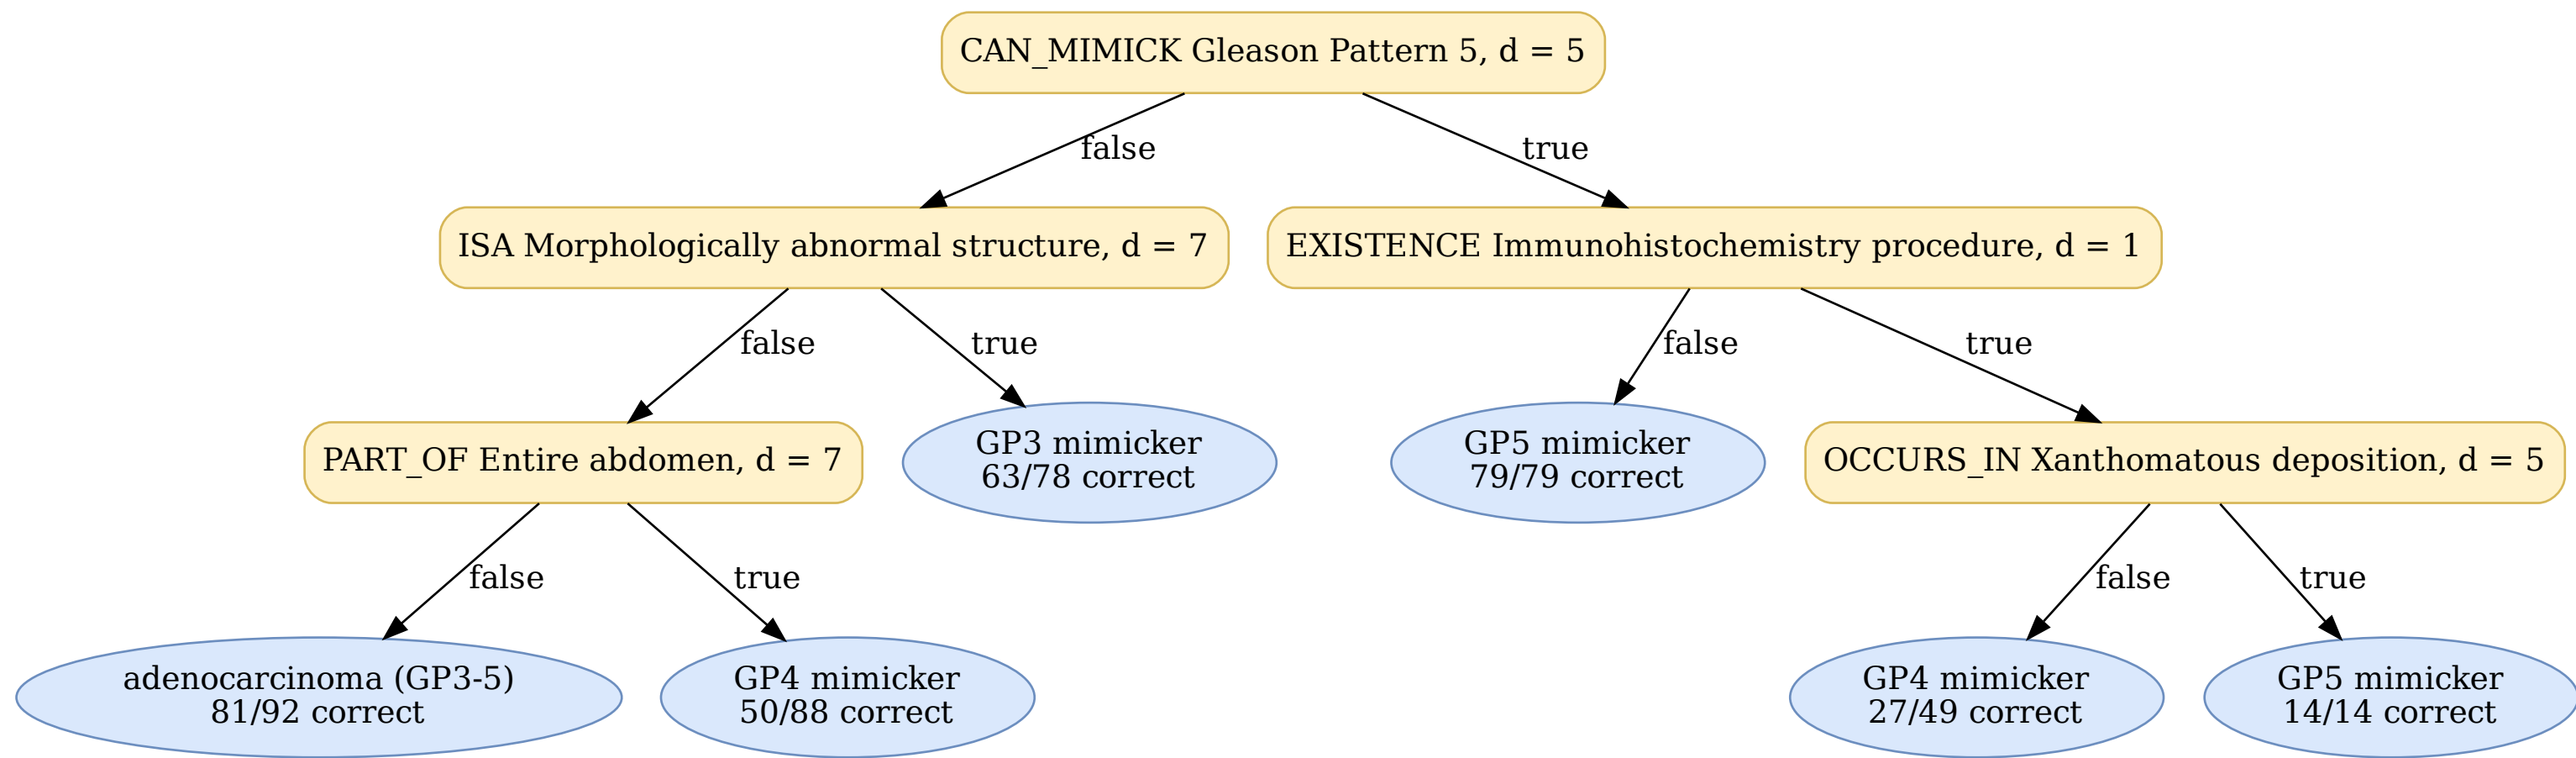 CAN_MIMICK Gleason Pattern 5, d = 5
false
true
ISA Morphologically abnormal structure, d = 7
EXISTENCE Immunohistochemistry procedure, d = 1
false
true
false
true
PART_OF Entire abdomen, d = 7
GP3 mimicker
63/78 correct
GP5 mimicker
79/79 correct
OCCURS_IN Xanthomatous deposition, d = 5
false
true
false
true
adenocarcinoma (GP3-5)
81/92 correct
GP4 mimicker
50/88 correct
GP4 mimicker
27/49 correct
GP5 mimicker
14/14 correct